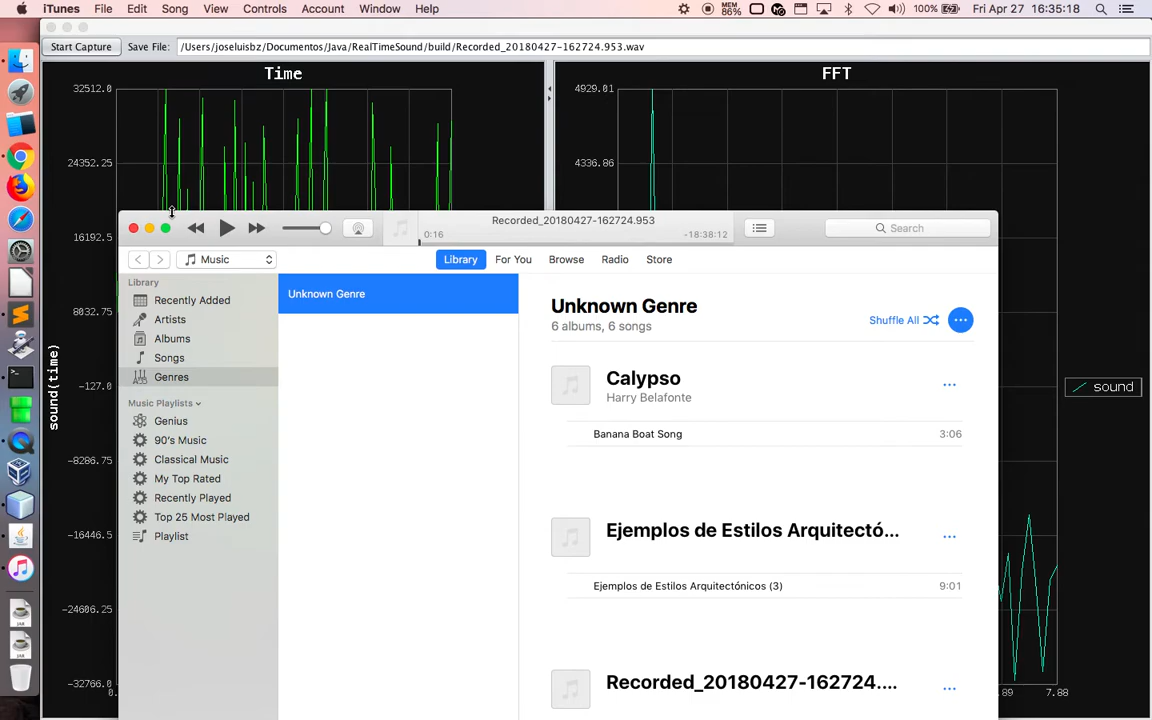 iTunes File Edit Song View Controls Account Window Help MEM 86% 100% Fri Apr 27 16:35:18
Start Capture Save File: /Users/joseluisbz/Documentos/Java/RealTimeSound/build/Recorded_20180427-162724.953.wav
Time
FFT
32512.0
24352.25
16192.5
8032.75
-127.0
-8286.75
-16446.5
-24606.25
-32766.0
sound(time)
0.
4929.01
4336.06
.89 7.88
sound
Recorded_20180427-162724.953
0:16 -18:38:12
Search
Music
Library For You Browse Radio Store
Library
Recently Added
Artists
Albums
Songs
Genres
Music Playlists
Genius
90's Music
Classical Music
My Top Rated
Recently Played
Top 25 Most Played
Playlist
Unknown Genre
Unknown Genre
6 albums, 6 songs
Shuffle All
Calypso
Harry Belafonte
Banana Boat Song 3:06
Ejemplos de Estilos Arquitectó...
Ejemplos de Estilos Arquitectónicos (3) 9:01
Recorded_20180427-162724....